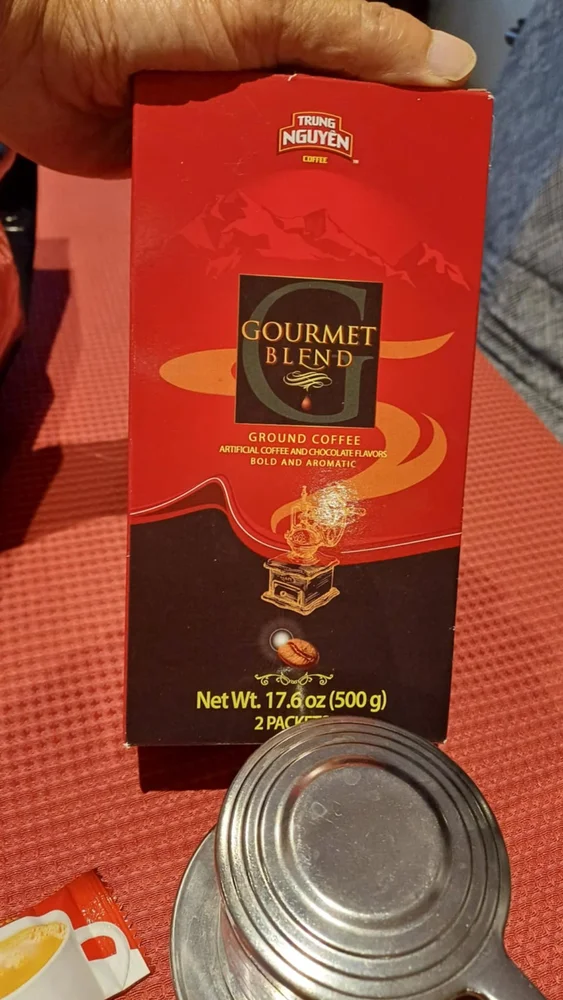 TRUNG
NGUYÊN
COFFEE
G
GOURMET
BLEND
GROUND COFFEE
ARTIFICIAL COFFEE AND CHOCOLATE FLAVORS
BOLD AND AROMATIC
Net Wt. 17.6 oz (500 g)
2